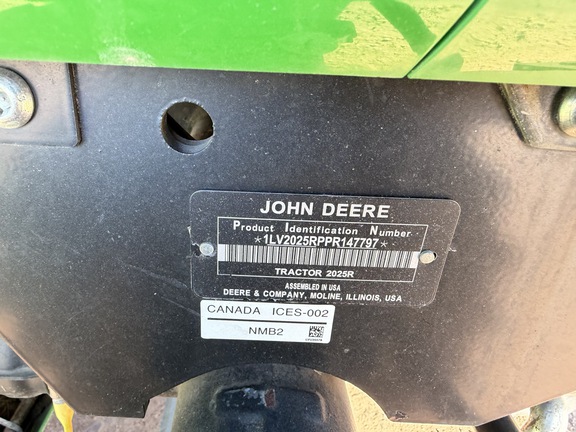 JOHN DEERE
Product Identification Number
*1LV2025RPPR147797*
TRACTOR 2025R
ASSEMBLED IN USA
DEERE & COMPANY, MOLINE, ILLINOIS, USA
CANADA ICES-002
NMB2